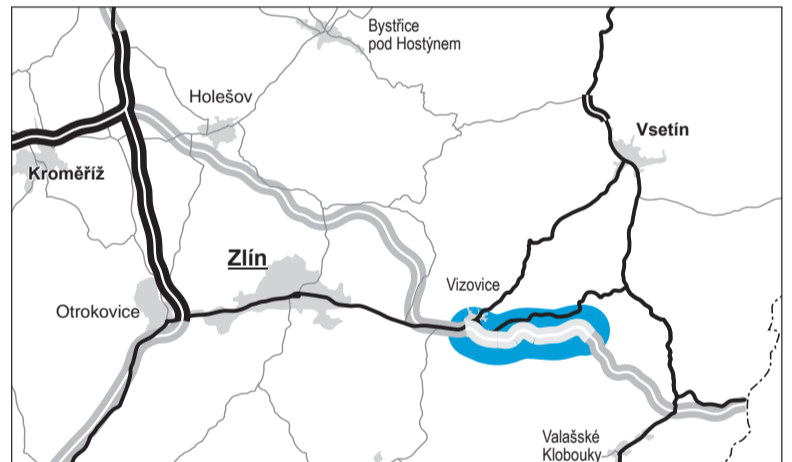 Bystřice
pod Hostýnem
Holešov
Vsetín
Kroměříž
Zlín
Vizovice
Otrokovice
Valašské
Klobouky